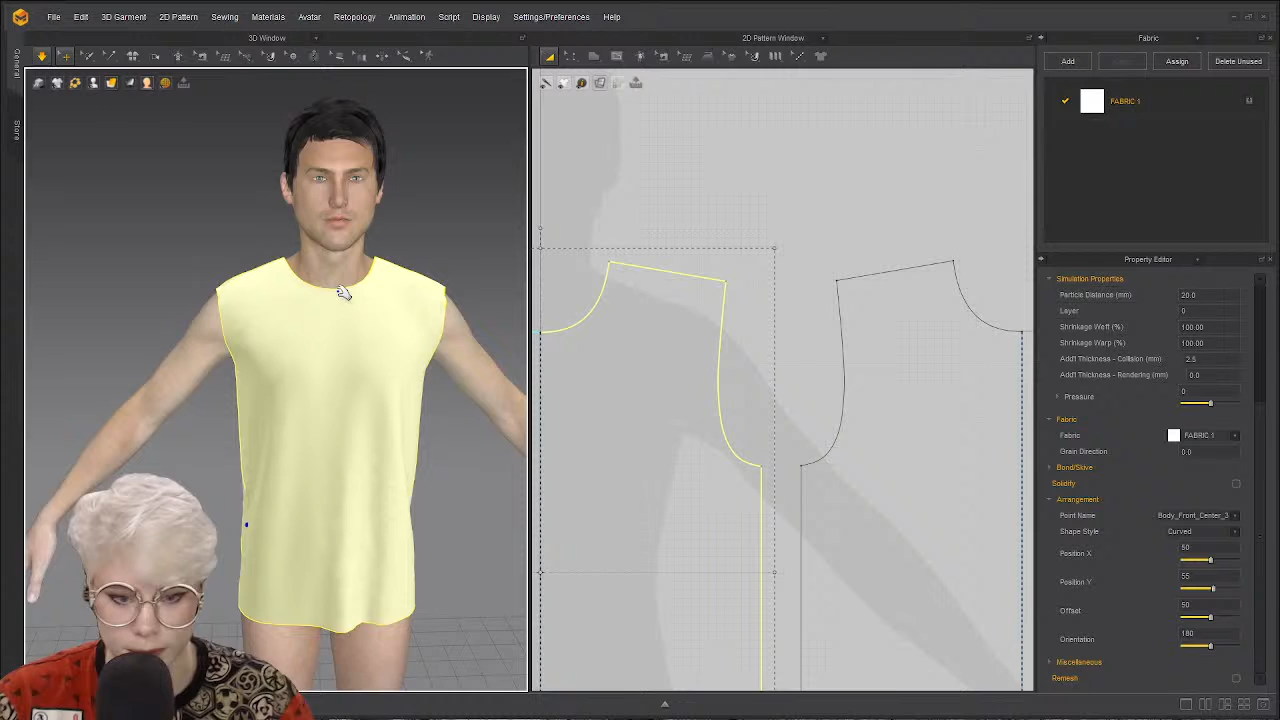 File Edit 3D Garment 2D Pattern Sewing Materials Avatar Retopology Animation Script Display Settings/Preferences Help
3D Window
2D Pattern Window
Fabric
General
Store
Add
Assign
Delete Unused
FABRIC 1
Property Editor
Simulation Properties
Particle Distance (mm) 20.0
Layer 0
Shrinkage Weft (%) 100.00
Shrinkage Warp (%) 100.00
Add'l Thickness - Collision (mm) 2.5
Add'l Thickness - Rendering (mm) 0.0
Pressure 0
Fabric
Fabric FABRIC 1
Grain Direction 0.0
Bond/Skive
Solidify
Arrangement
Point Name Body_Front_Center_3
Shape Style Curved
Position X 50
Position Y 55
Offset 50
Orientation 180
Miscellaneous
Remesh